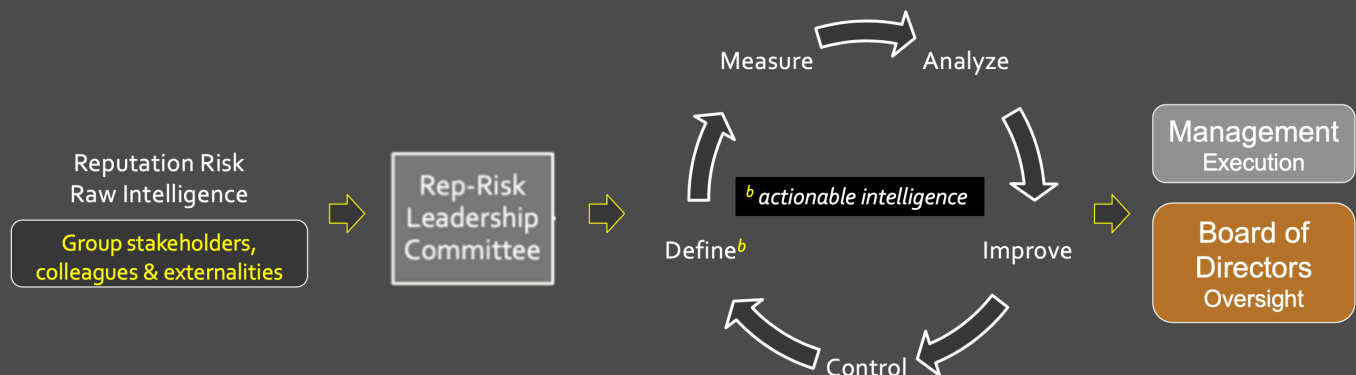 Reputation Risk
Raw Intelligence
Group stakeholders,
colleagues & externalities
Rep-Risk
Leadership
Committee
Measure
Analyze
b actionable intelligence
Define b
Improve
Control
Management
Execution
Board of
Directors
Oversight